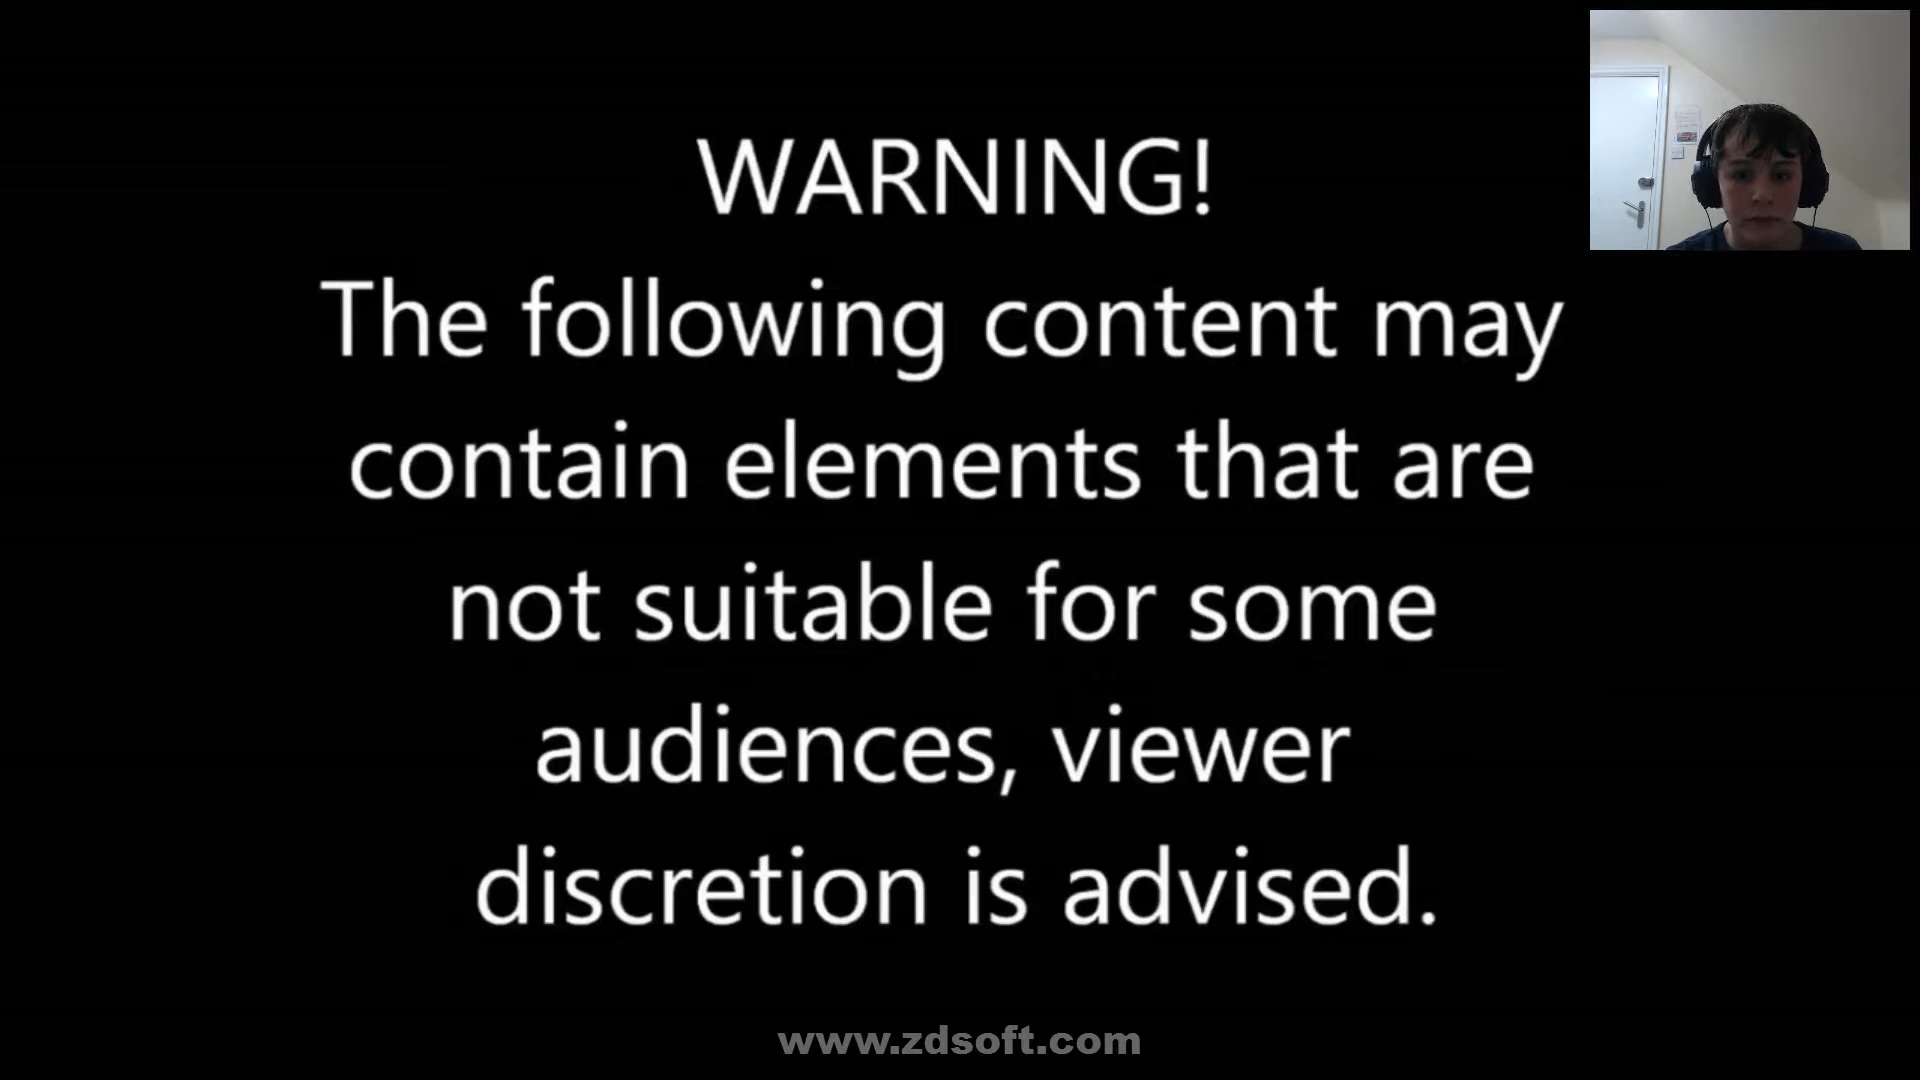 WARNING!
The following content may
contain elements that are
not suitable for some
audiences, viewer
discretion is advised.
www.zdsoft.com